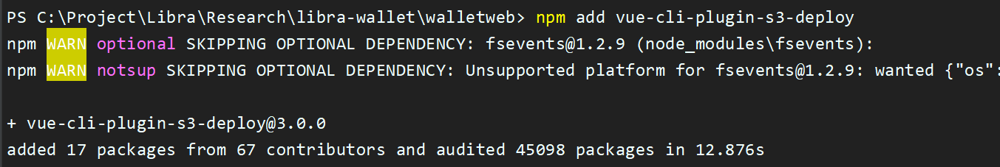 PS C:\Project\Libra\Research\libra-wallet\walletweb> npm add vue-cli-plugin-s3-deploy
npm WARN optional SKIPPING OPTIONAL DEPENDENCY: fsevents@1.2.9 (node_modules\fsevents):
npm WARN notsup SKIPPING OPTIONAL DEPENDENCY: Unsupported platform for fsevents@1.2.9: wanted {"os":
+ vue-cli-plugin-s3-deploy@3.0.0
added 17 packages from 67 contributors and audited 45098 packages in 12.876s